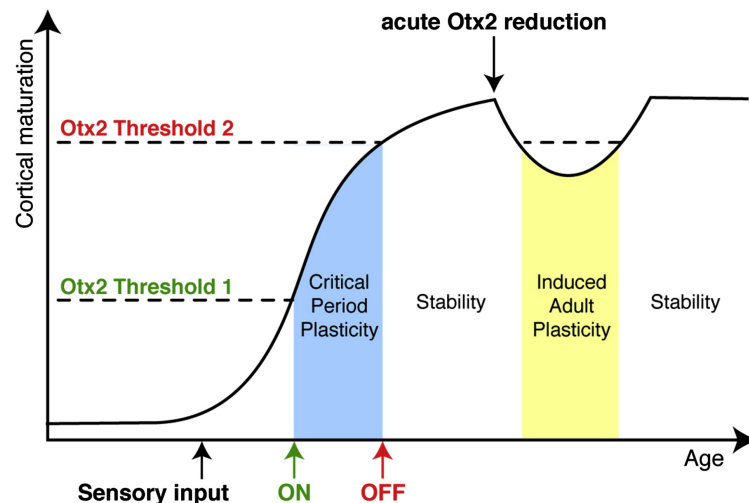 acute Otx2 reduction
Cortical maturation
Otx2 Threshold 2
Otx2 Threshold 1
Critical
Period
Plasticity
Stability
Induced
Adult
Plasticity
Stability
Age
Sensory input
ON
OFF